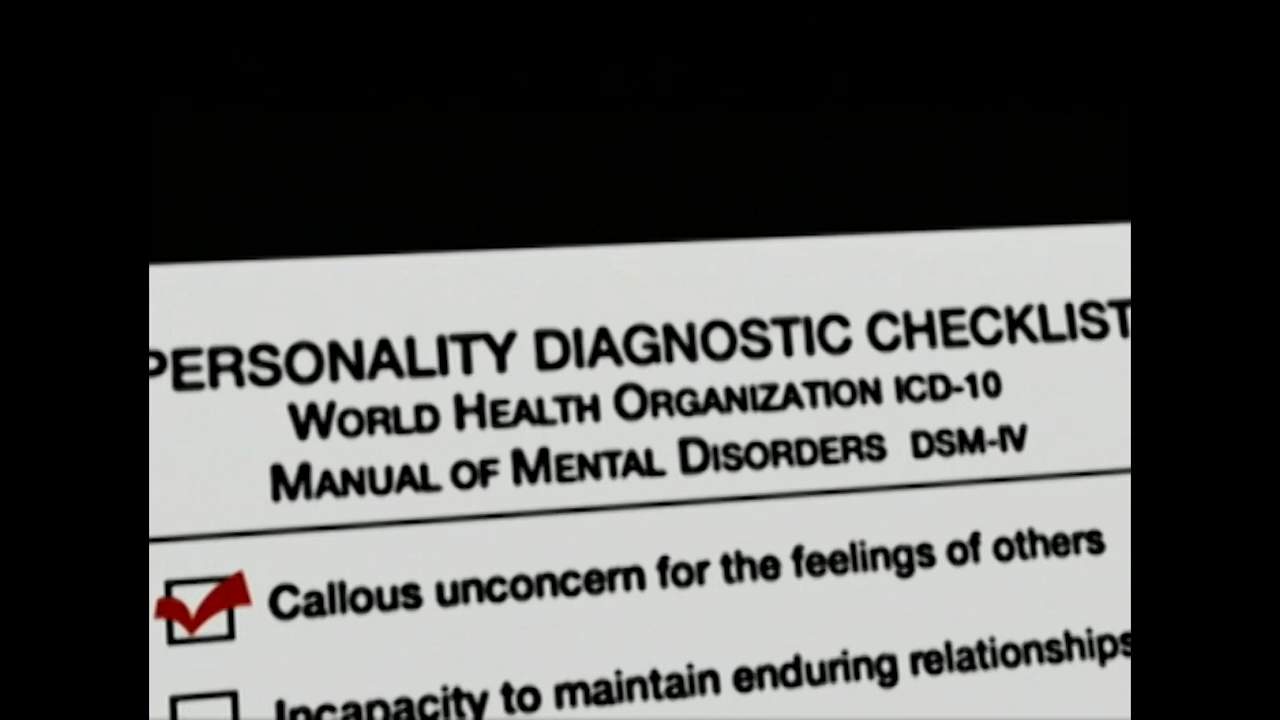 PERSONALITY DIAGNOSTIC CHECKLIST
WORLD HEALTH ORGANIZATION ICD-10
MANUAL OF MENTAL DISORDERS DSM-IV
Callous unconcern for the feelings of others
Incapacity to maintain enduring relationships